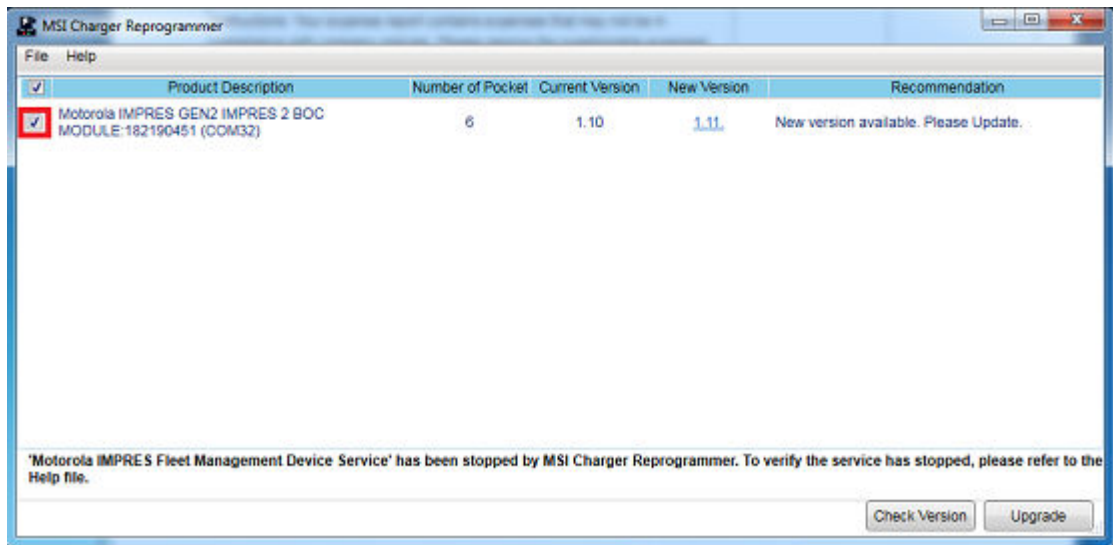 MSI Charger Reprogrammer
File Help
Product Description Number of Pocket Current Version New Version Recommendation
Motorola IMPRES GEN2 IMPRES 2 BOC
MODULE:182190451 (COM32) 6 1.10 1.11. New version available. Please Update.
'Motorola IMPRES Fleet Management Device Service' has been stopped by MSI Charger Reprogrammer. To verify the service has stopped, please refer to the
Help file.
Check Version Upgrade